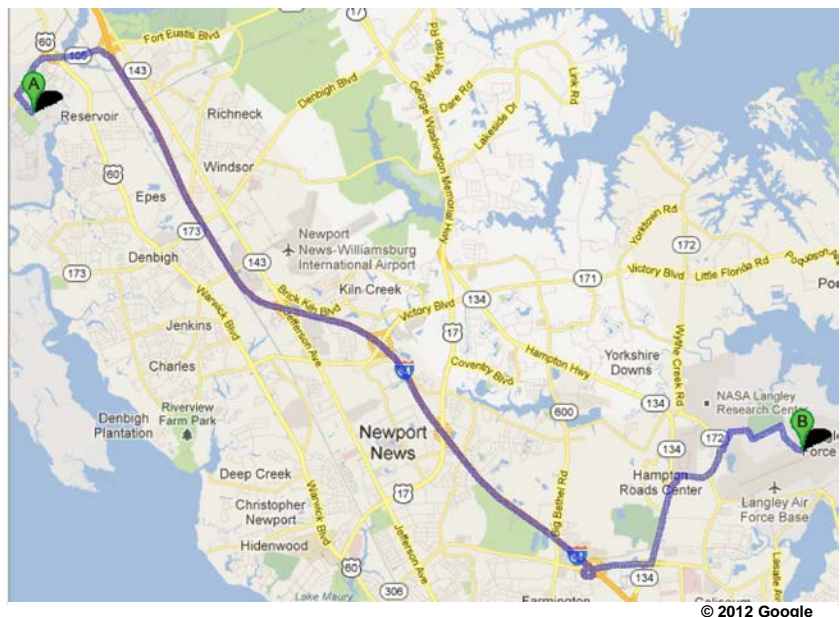 60
17
Fort Eustis Blvd
105
143
Wolf Trap Rd
A
Reservoir
Richneck
Denbigh Blvd
George Washington Memorial Hwy
Dare Rd
Link Rd
Lakeside Dr
60
Windsor
Epes
173
Newport
News-Williamsburg
International Airport
Yorktown Rd
172
Denbigh
173
143
Kiln Creek
Brick Kiln Blvd
134
171
Victory Blvd
Little Florida Rd
Poquoson Ave
Victory Blvd
17
Warwick Blvd
Jefferson Ave
Jenkins
Charles
Hampton Hwy
Wythe Creek Rd
Yorkshire
Downs
Coventry Blvd
64
NASA Langley
Research Center
Denbigh
Plantation
Riverview
Farm Park
Newport
News
600
134
172
B
Force
134
Hampton
Roads Center
Deep Creek
17
Big Bethel Rd
Langley Air
Force Base
Christopher
Newport
Hidenwood
Warwick Blvd
Jefferson Ave
64
134
Lasalle Ave
60
Lake Maury
306
Farmington
Coliseum
© 2012 Google